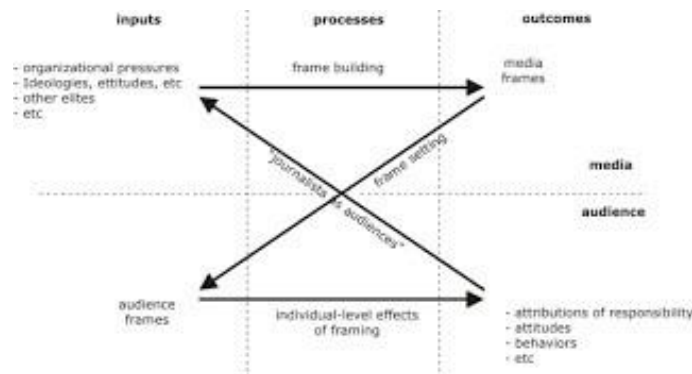 inputs
processes
outcomes
- organizational pressures
- Ideologies, ettitudes, etc
- other elites
- etc
frame building
media
frames
"journalists as audiences"
frame setting
media
audience
audience
frames
individual-level effects
of framing
- attributions of responsibility
- attitudes
- behaviors
- etc